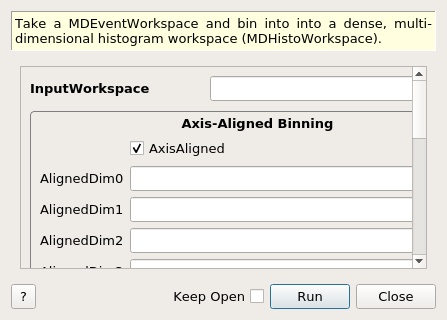 Take a MDEventWorkspace and bin into into a dense, multi-
dimensional histogram workspace (MDHistoWorkspace).
InputWorkspace
Axis-Aligned Binning
AxisAligned
AlignedDim0
AlignedDim1
AlignedDim2
? Keep Open Run Close